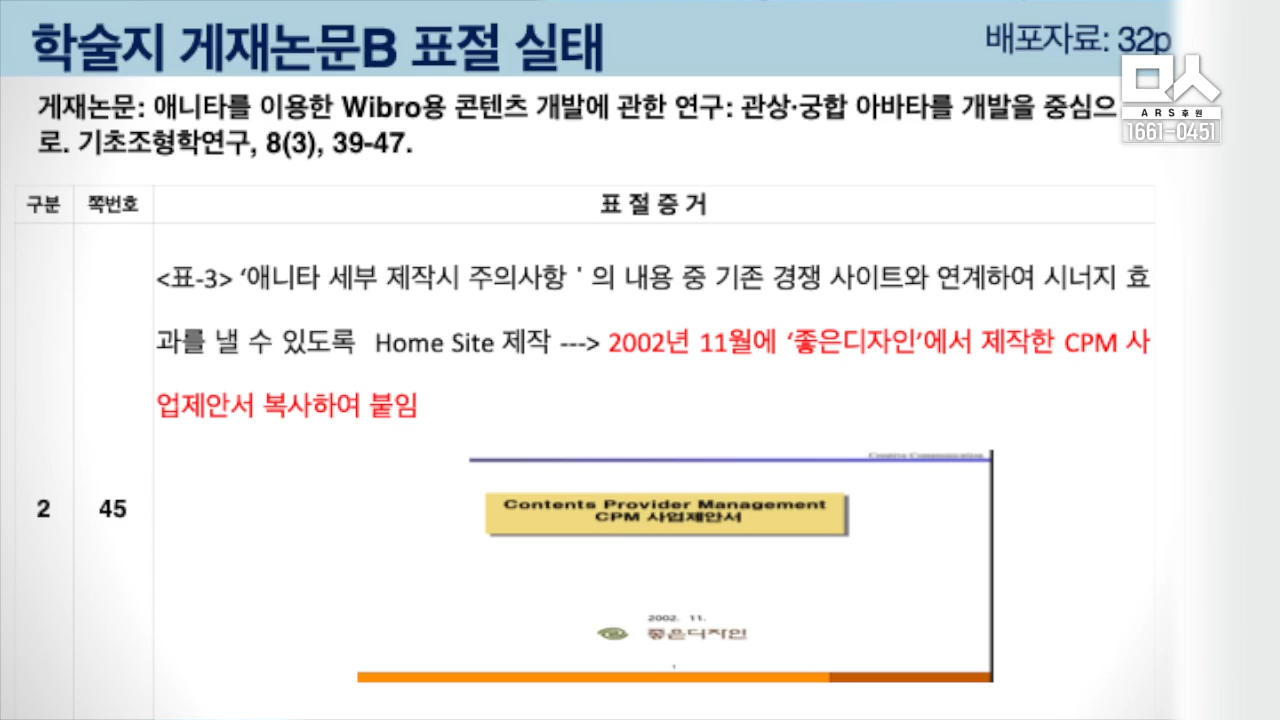 학술지 게재논문B 표절 실태
배포자료: 32p
ARS후원
1661-0451
게재논문: 애니타를 이용한 Wibro용 콘텐츠 개발에 관한 연구: 관상·궁합 아바타를 개발을 중심으
로. 기초조형학연구, 8(3), 39-47.
구분 쪽번호 표 절 증 거
<표-3> ‘애니타 세부 제작시 주의사항 ' 의 내용 중 기존 경쟁 사이트와 연계하여 시너지 효
과를 낼 수 있도록 Home Site 제작 ---> 2002년 11월에 ‘좋은디자인’에서 제작한 CPM 사
업제안서 복사하여 붙임
2 45
Creative Communication
Contents Provider Management
CPM 사업제안서
2002. 11.
좋은디자인
1